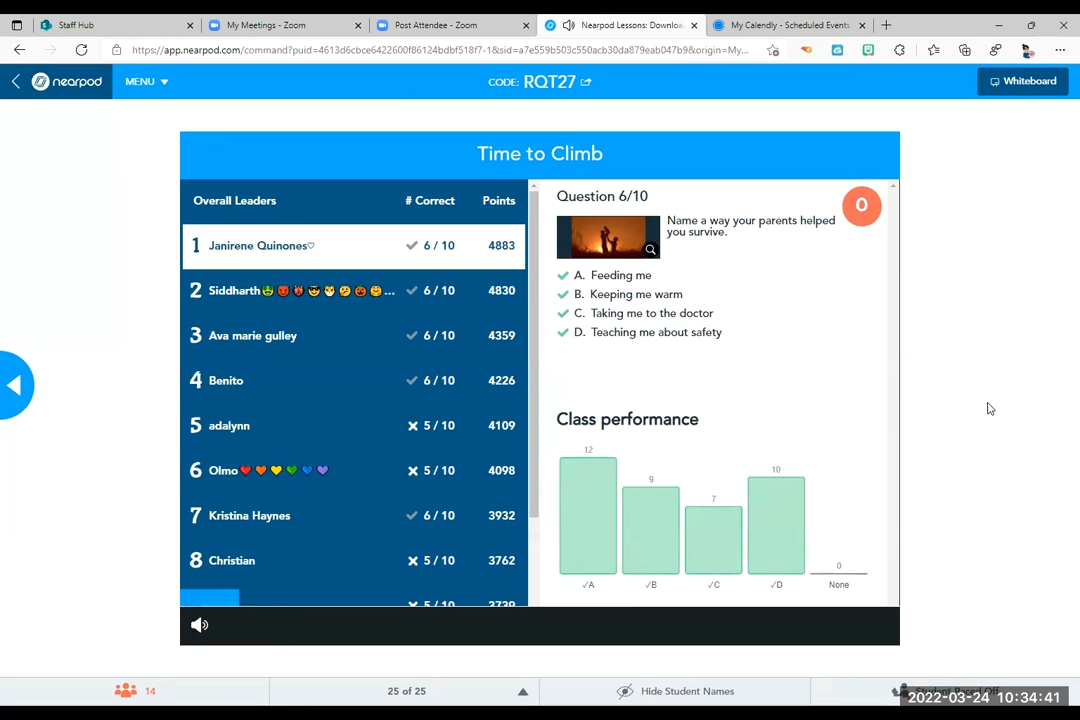 Staff Hub
My Meetings - Zoom
Post Attendee - Zoom
Nearpod Lessons: Downloa
My Calendly - Scheduled Events
https://app.nearpod.com/command?puid=4613d6cbce6422600f86124bdbf518f7-1&sid=a7e559b503c550acb30da879eab047b9&origin=My...
nearpod
MENU
CODE: RQT27
Whiteboard
Time to Climb
Overall Leaders # Correct Points
1 Janirene Quinones♡ 6 / 10 4883
2 Siddharth ... 6 / 10 4830
3 Ava marie gulley 6 / 10 4359
4 Benito 6 / 10 4226
5 adalynn 5 / 10 4109
6 Olmo 5 / 10 4098
7 Kristina Haynes 6 / 10 3932
8 Christian 5 / 10 3762
5 / 10 3739
Question 6/10
0
Name a way your parents helped
you survive.
A. Feeding me
B. Keeping me warm
C. Taking me to the doctor
D. Teaching me about safety
Class performance
12
9
7
10
0
✓A ✓B ✓C ✓D None
14
25 of 25
Hide Student Names
Student Paced Off
2022-03-24 10:34:41